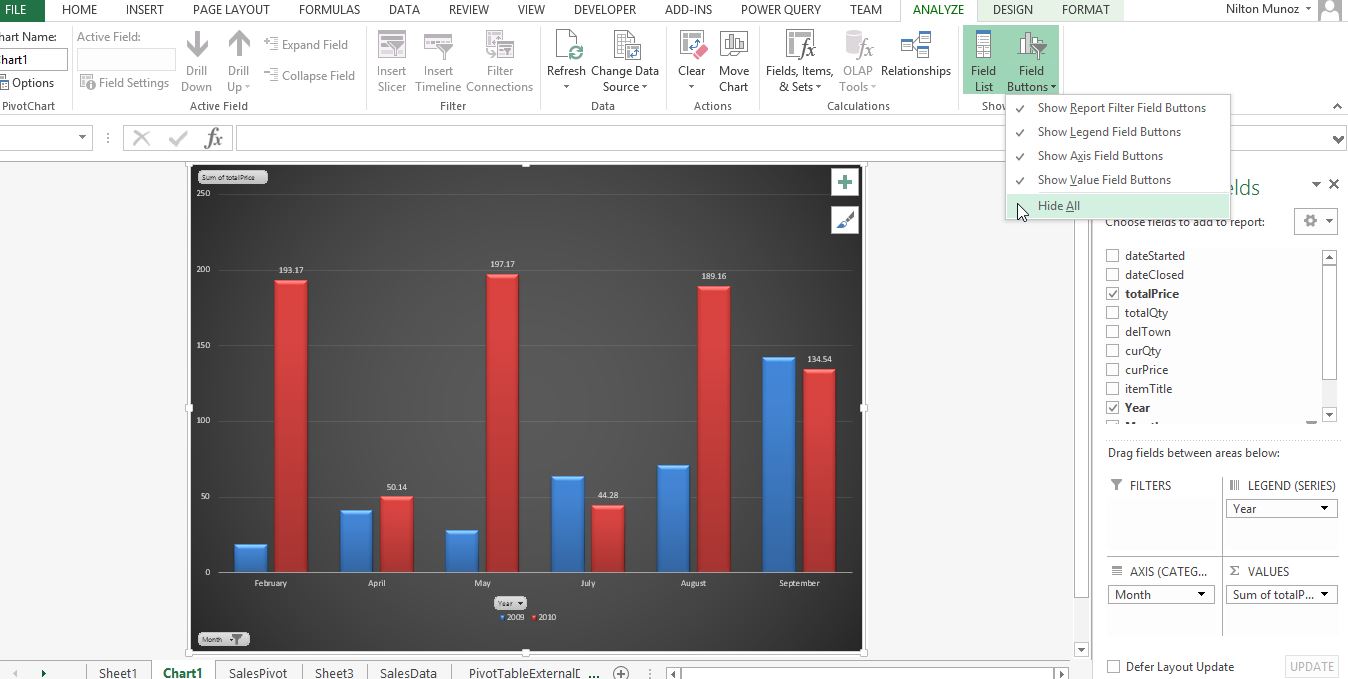 FILE HOME INSERT PAGE LAYOUT FORMULAS DATA REVIEW VIEW DEVELOPER ADD-INS POWER QUERY TEAM ANALYZE DESIGN FORMAT Nilton Munoz
hart Name:
Chart1
Options
PivotChart
Active Field:
Field Settings
Drill Down
Drill Up
Expand Field
Collapse Field
Active Field
Insert Slicer
Insert Timeline
Filter Connections
Filter
Refresh
Change Data Source
Data
Clear
Move Chart
Actions
Fields, Items, & Sets
OLAP Tools
Relationships
Calculations
Field List
Field Buttons
Show
Show Report Filter Field Buttons
Show Legend Field Buttons
Show Axis Field Buttons
Show Value Field Buttons
Hide All
fx
Sum of totalPrice
250
200
150
100
50
0
193.17
50.14
197.17
44.28
189.16
134.54
February April May July August September
Year
2009 2010
Month
elds
Choose fields to add to report:
dateStarted
dateClosed
totalPrice
totalQty
delTown
curQty
curPrice
itemTitle
Year
Month
Drag fields between areas below:
FILTERS
LEGEND (SERIES)
Year
AXIS (CATEG...
Month
VALUES
Sum of totalP...
Defer Layout Update UPDATE
Sheet1 Chart1 SalesPivot Sheet3 SalesData PivotTableExternalD ...